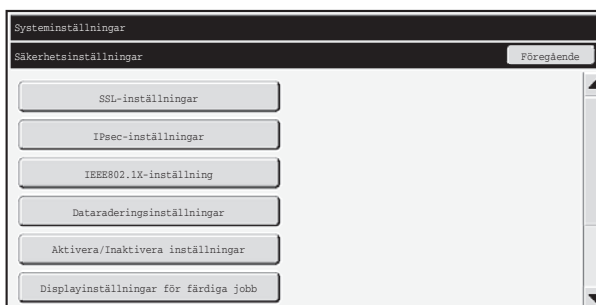 Systeminställningar
Säkerhetsinställningar
Föregående
SSL-inställningar
IPsec-inställningar
IEEE802.1X-inställning
Dataraderingsinställningar
Aktivera/Inaktivera inställningar
Displayinställningar för färdiga jobb